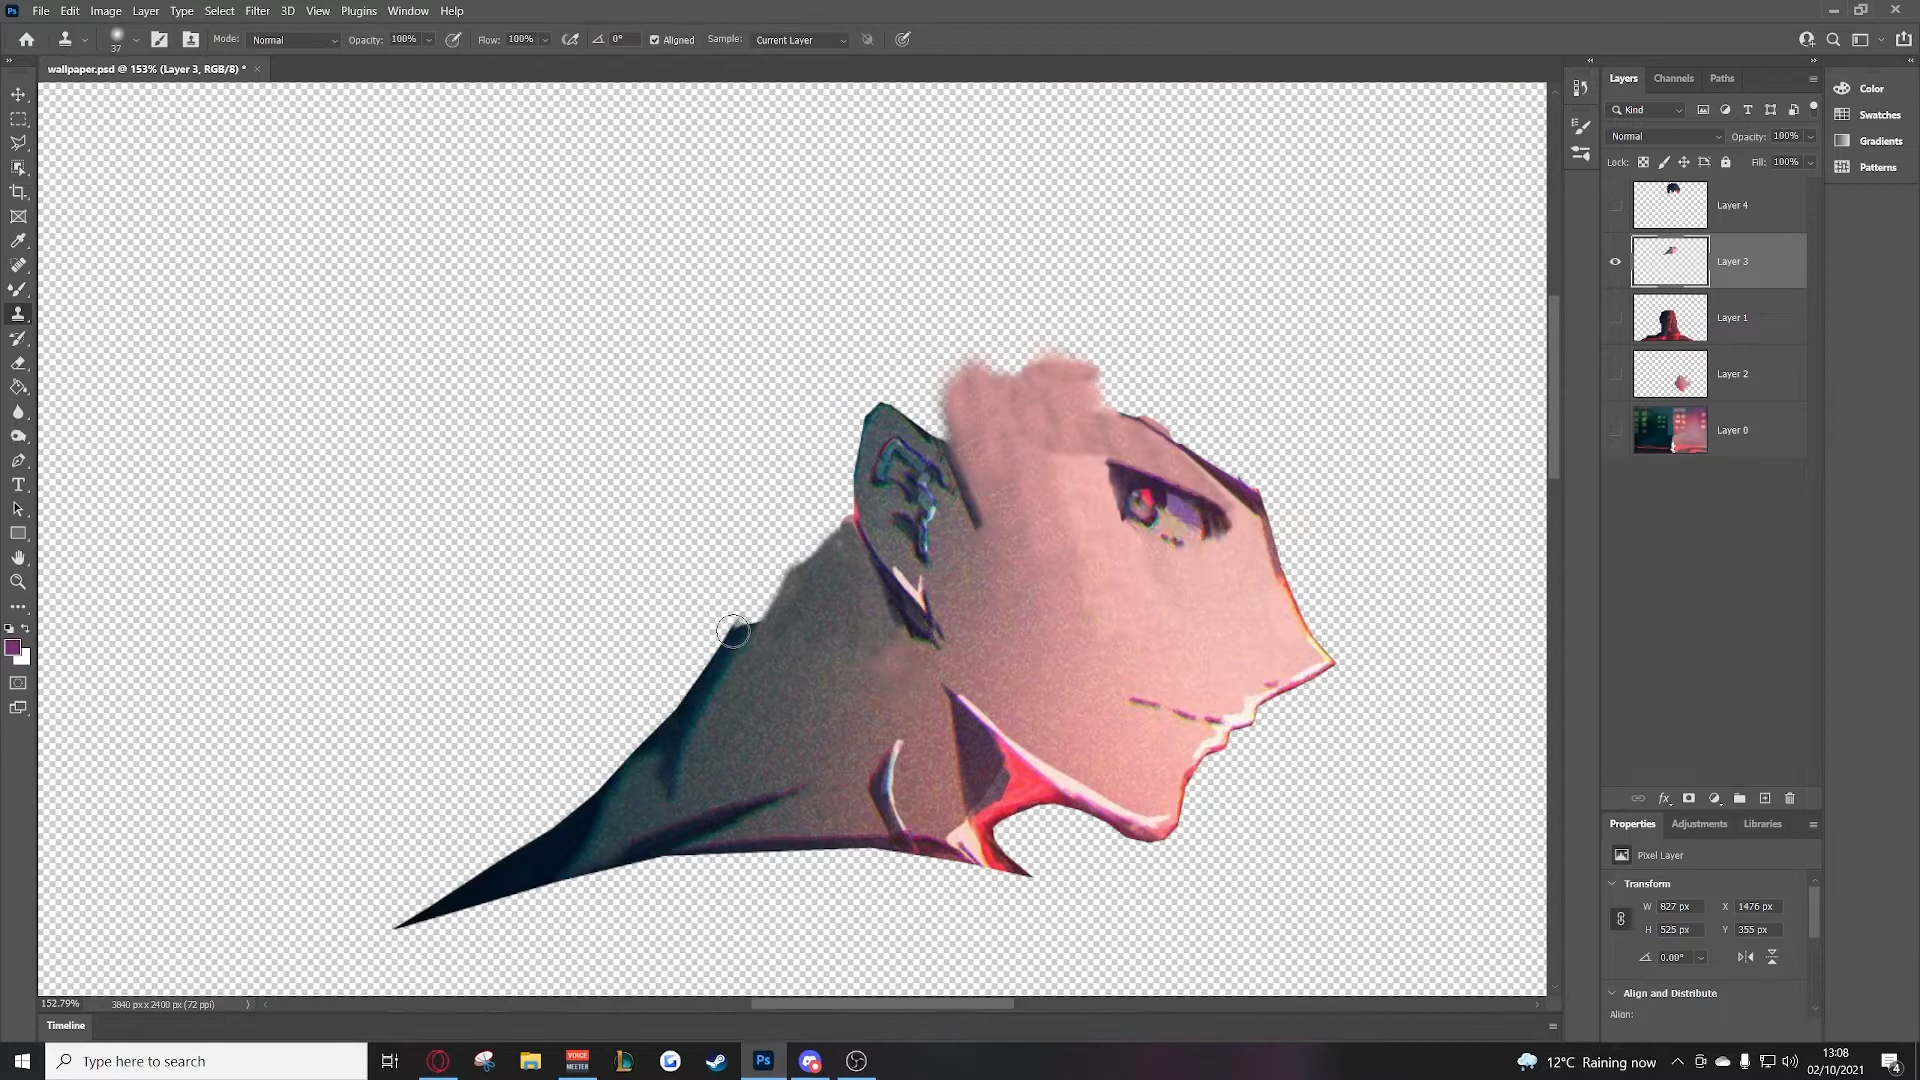 Ps File Edit Image Layer Type Select Filter 3D View Plugins Window Help
37 Mode: Normal Opacity: 100% Flow: 100% 0° Aligned Sample: Current Layer
wallpaper.psd @ 153% (Layer 3, RGB/8) *
Layers Channels Paths
Kind
Normal Opacity: 100%
Lock: Fill: 100%
Layer 4
Layer 3
Layer 1
Layer 2
Layer 0
Color
Swatches
Gradients
Patterns
Properties Adjustments Libraries
Pixel Layer
Transform
W 827 px X 1476 px
H 525 px Y 355 px
0.00°
Align and Distribute
Align:
152.79% 3840 px x 2400 px (72 ppi)
Timeline
Type here to search
VOICE
MEETER
Ps
12°C Raining now
13:08
02/10/2021
4